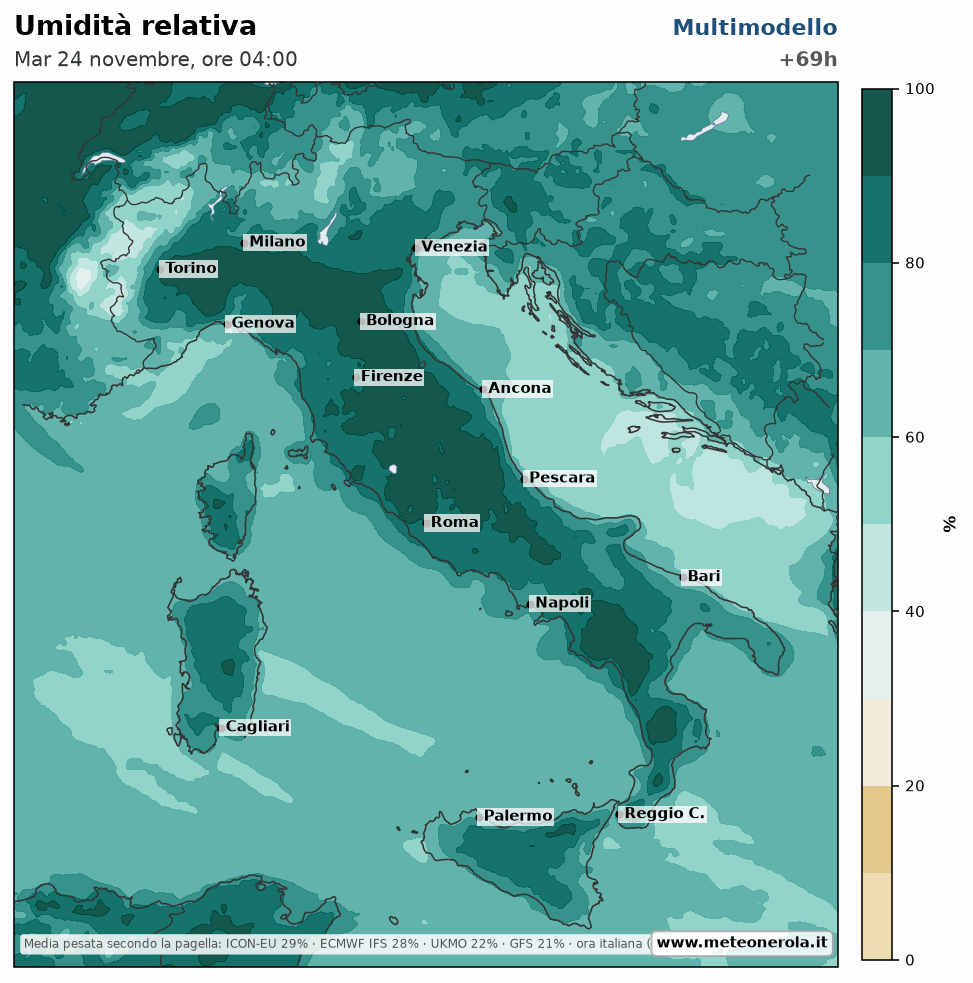 Umidità relativa
Multimodello
Mar 24 novembre, ore 04:00
+69h
100
80
60
40
20
0
%
Milano
Venezia
Torino
Genova
Bologna
Firenze
Ancona
Pescara
Roma
Bari
Napoli
Cagliari
Palermo
Reggio C.
Media pesata secondo la pagella: ICON-EU 29% · ECMWF IFS 28% · UKMO 22% · GFS 21% · ora italiana (
www.meteonerola.it